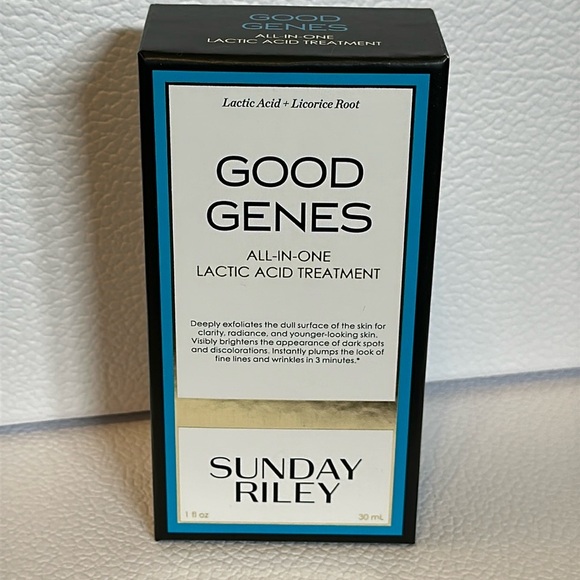 GOOD
GENES
ALL-IN-ONE
LACTIC ACID TREATMENT
Lactic Acid + Licorice Root
GOOD
GENES
ALL-IN-ONE
LACTIC ACID TREATMENT
Deeply exfoliates the dull surface of the skin for
clarity, radiance, and younger-looking skin.
Visibly brightens the appearance of dark spots
and discolorations. Instantly plumps the look of
fine lines and wrinkles in 3 minutes.*
SUNDAY
RILEY
1 fl oz 30 mL